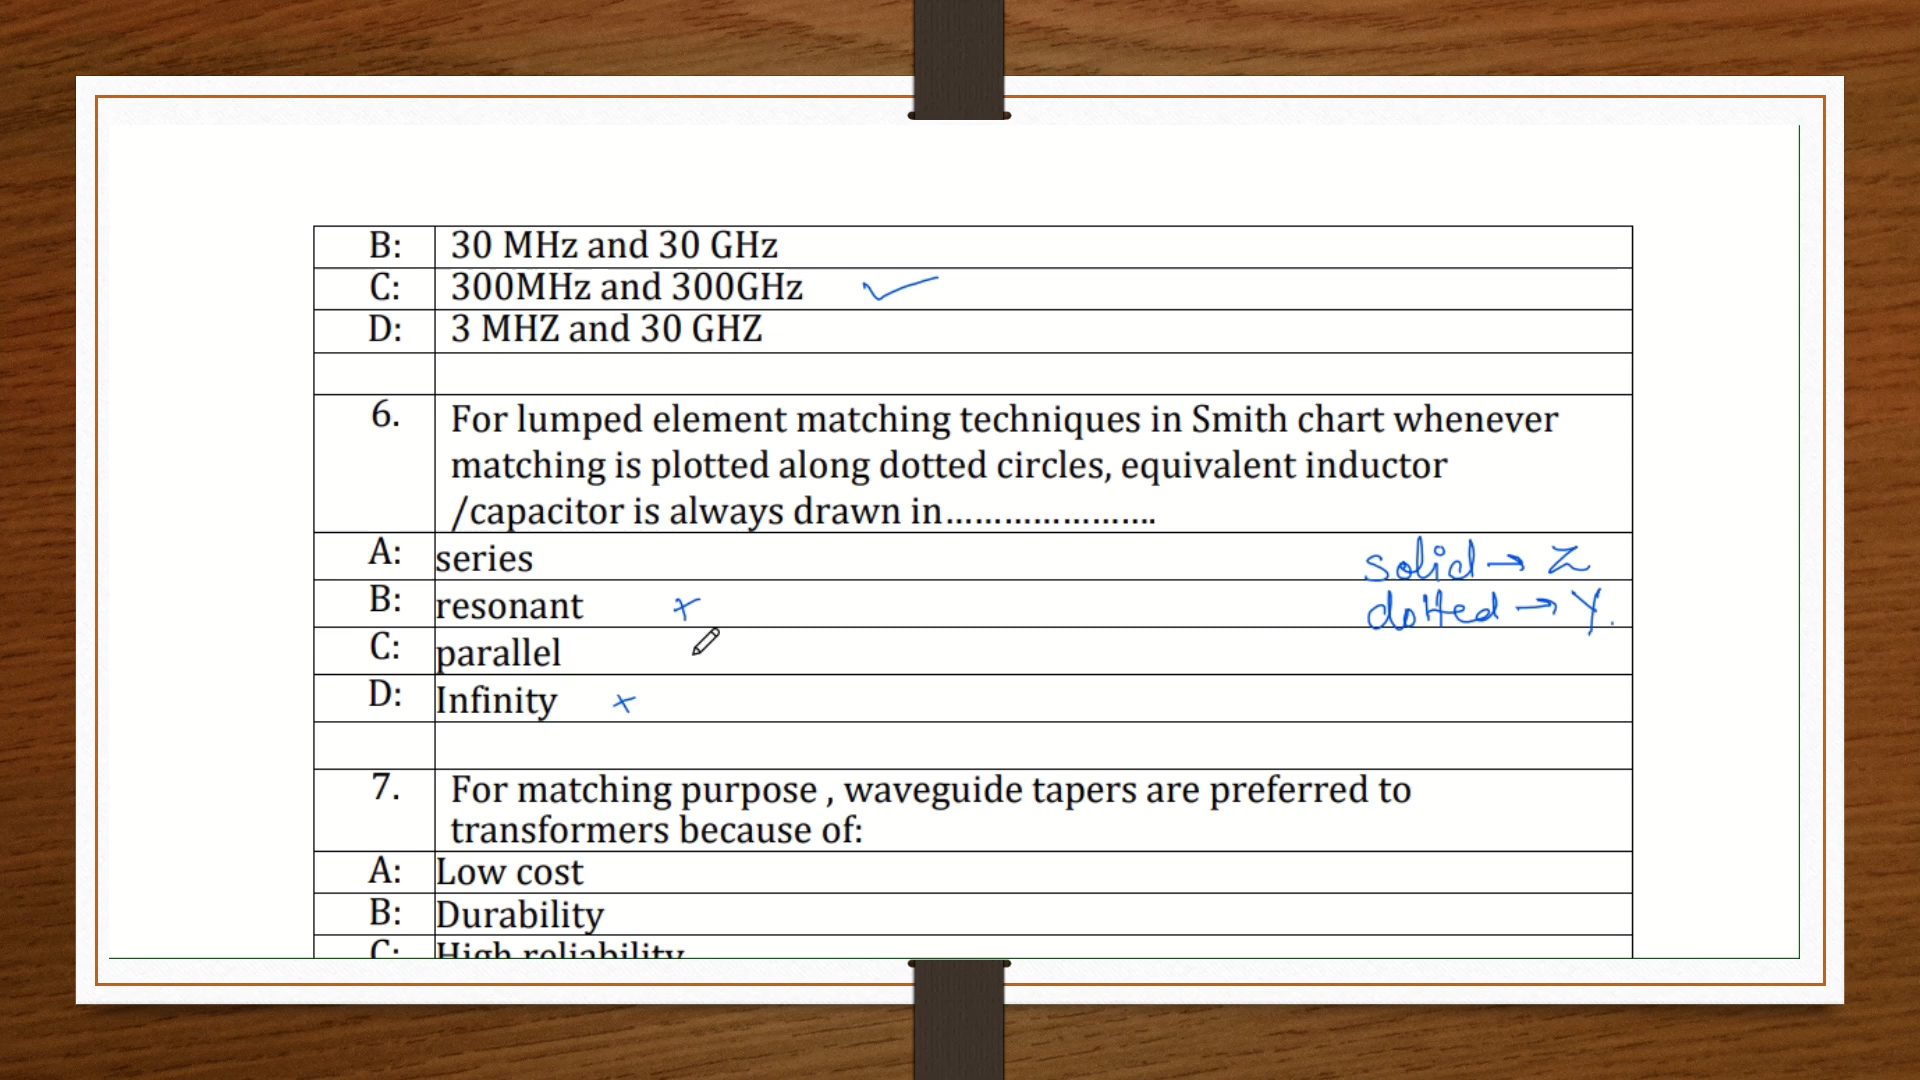 B: 30 MHz and 30 GHz
C: 300MHz and 300GHz
D: 3 MHZ and 30 GHZ
6. For lumped element matching techniques in Smith chart whenever
matching is plotted along dotted circles, equivalent inductor
/capacitor is always drawn in......................
A: series
solid → Z
B: resonant ×
dotted → Y.
C: parallel
D: Infinity ×
7. For matching purpose , waveguide tapers are preferred to
transformers because of:
A: Low cost
B: Durability
C: High reliability